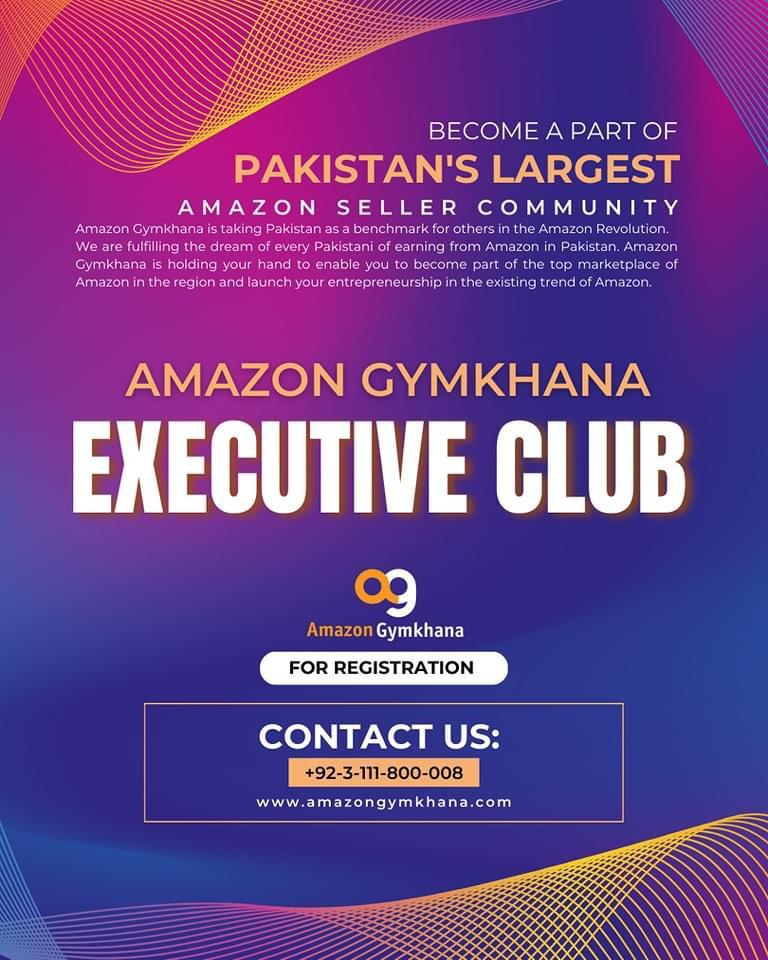 BECOME A PART OF
PAKISTAN'S LARGEST
AMAZON SELLER COMMUNITY
Amazon Gymkhana is taking Pakistan as a benchmark for others in the Amazon Revolution.
We are fulfilling the dream of every Pakistani of earning from Amazon in Pakistan. Amazon
Gymkhana is holding your hand to enable you to become part of the top marketplace of
Amazon in the region and launch your entrepreneurship in the existing trend of Amazon.
AMAZON GYMKHANA
EXECUTIVE CLUB
ag
Amazon Gymkhana
FOR REGISTRATION
CONTACT US:
+92-3-111-800-008
www.amazongymkhana.com